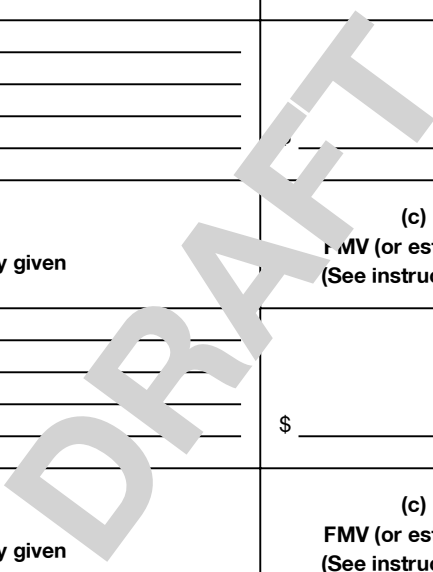 $
(c)
FMV (or est
y given
(See instruc
$
(c)
FMV (or est
y given
(See instruc
DRAFT